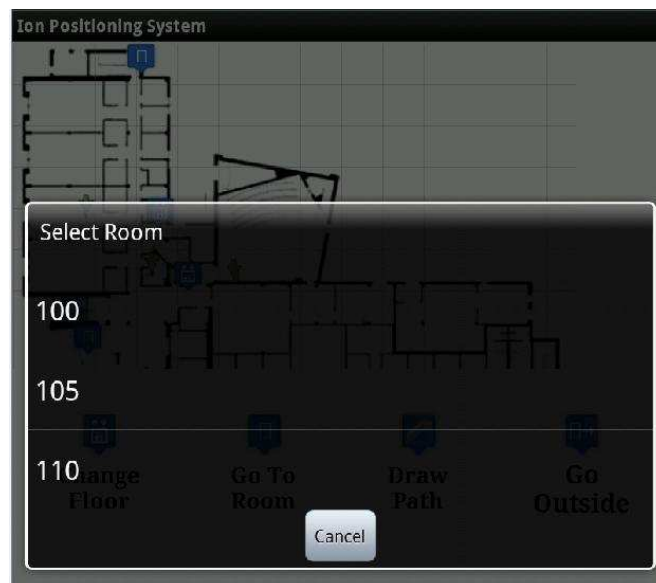 Ion Positioning System
Select Room
100
105
110
Change Go To Draw Go
Floor Room Path Outside
Cancel